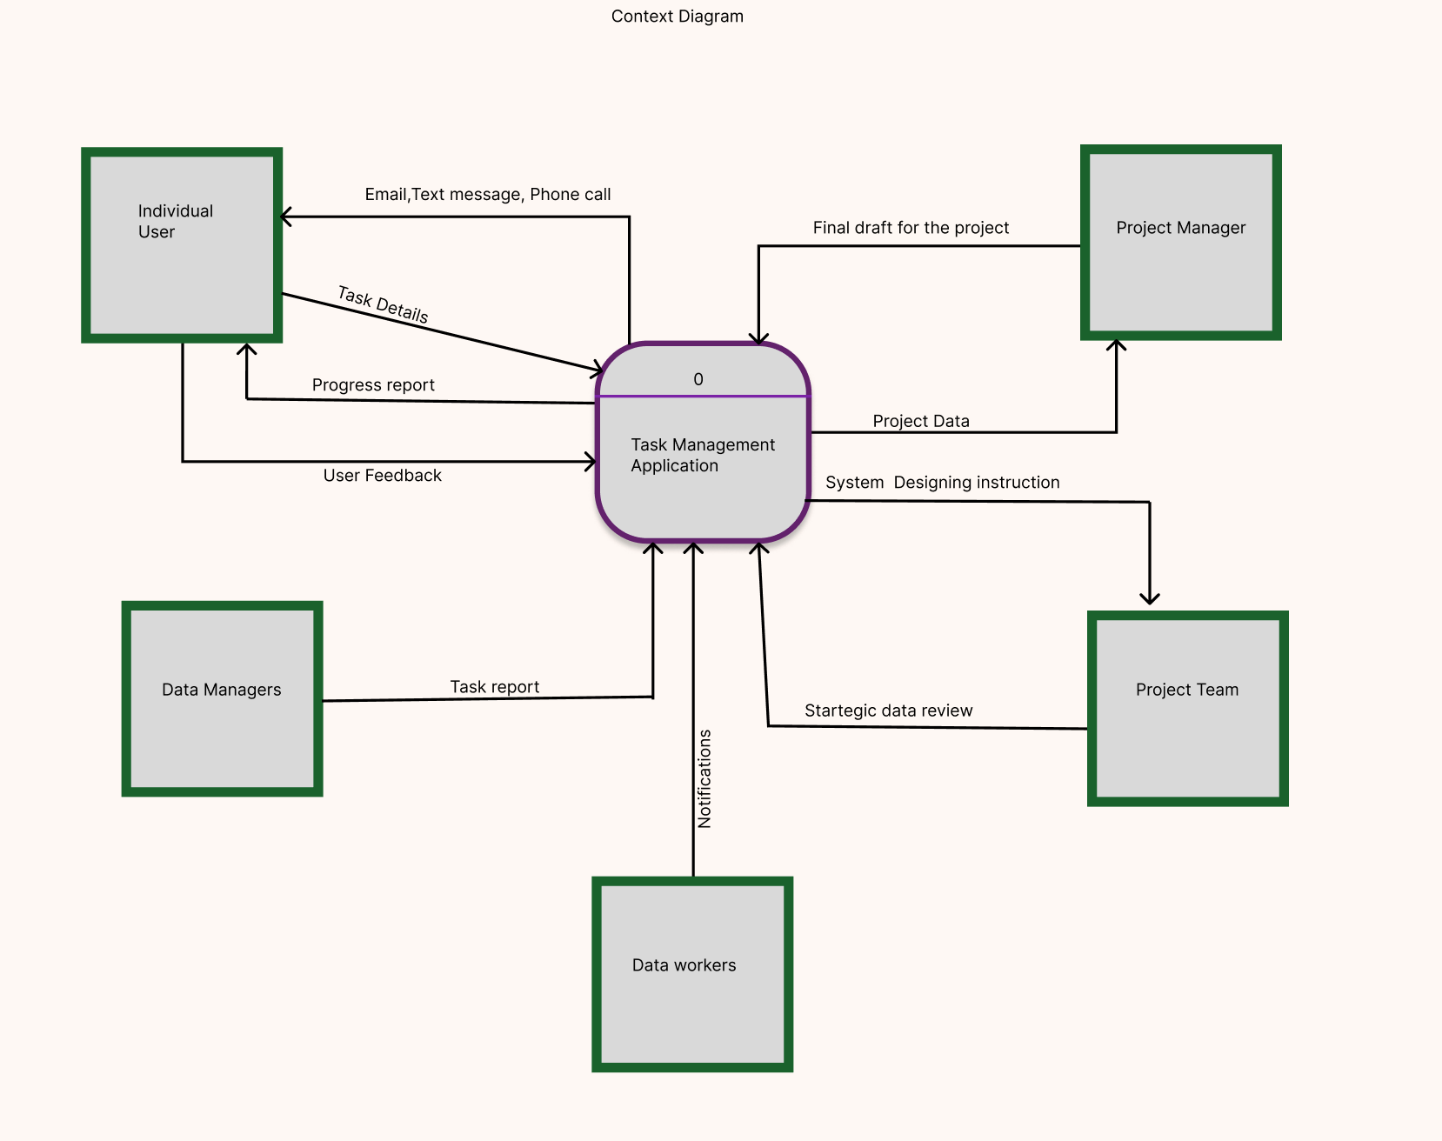 Context Diagram
Individual
User
Email,Text message, Phone call
Final draft for the project
Project Manager
Task Details
Progress report
0
Task Management
Application
Project Data
User Feedback
System  Designing instruction
Data Managers
Task report
Notifications
Startegic data review
Project Team
Data workers